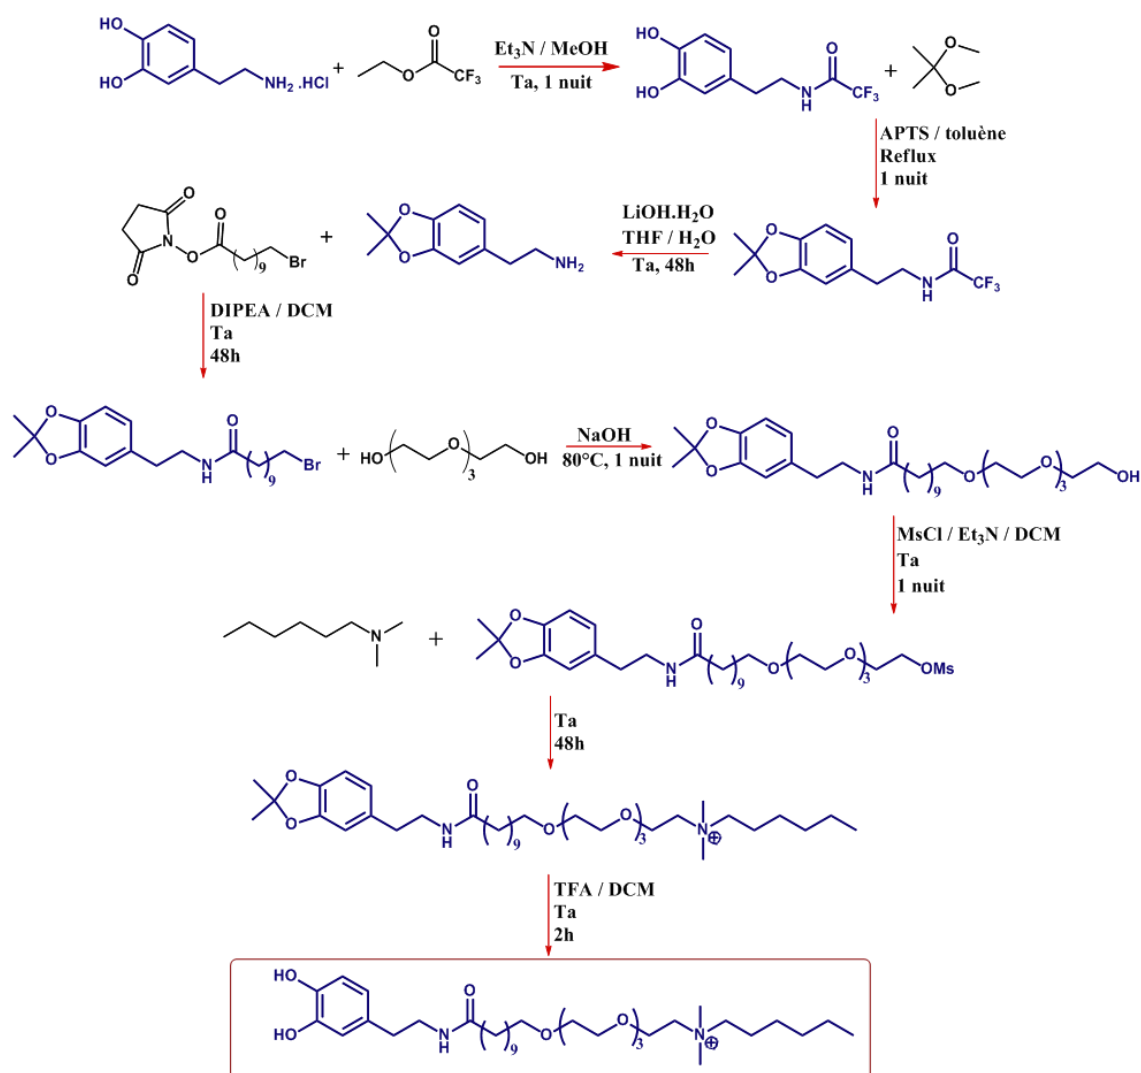 HO
HO
NH2 .HCl
+
O
O
CF3
Et3N / MeOH
Ta, 1 nuit
HO
HO
N
H
O
CF3
+
O
O
APTS / toluène
Reflux
1 nuit
O
N
O
O
O
9
Br
+
O
O
NH2
LiOH.H2O
THF / H2O
Ta, 48h
O
O
N
H
O
CF3
DIPEA / DCM
Ta
48h
O
O
N
H
O
9
Br
+
HO
O
3
OH
NaOH
80°C, 1 nuit
O
O
N
H
O
9
O
O
3
OH
MsCl / Et3N / DCM
Ta
1 nuit
N
+
O
O
N
H
O
9
O
O
3
OMs
Ta
48h
O
O
N
H
O
9
O
O
3
N
⊕
TFA / DCM
Ta
2h
HO
HO
N
H
O
9
O
O
3
N
⊕